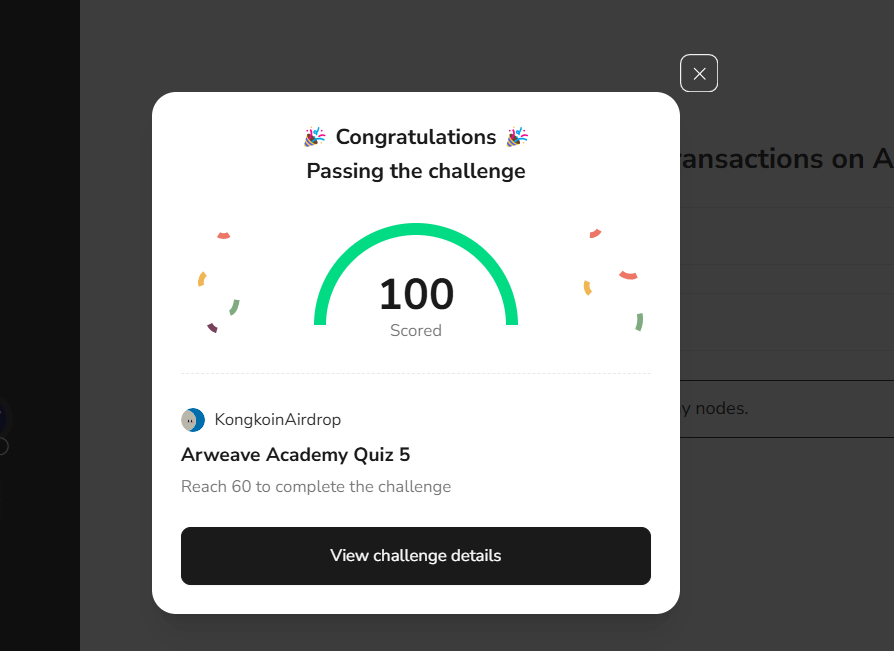 ansactions on A
Congratulations
Passing the challenge
100
Scored
y nodes.
KongkoinAirdrop
Arweave Academy Quiz 5
Reach 60 to complete the challenge
View challenge details